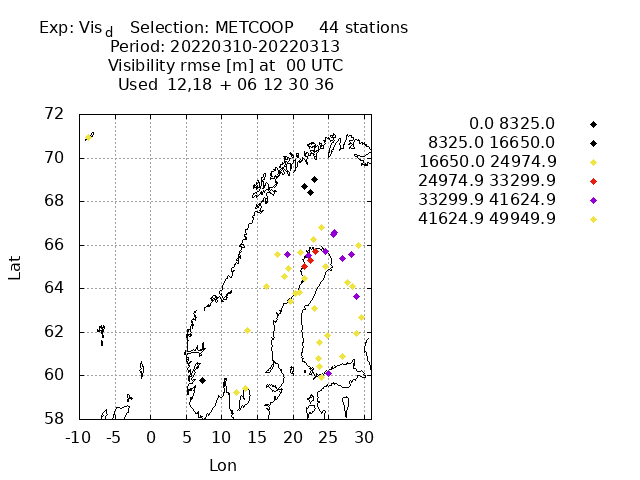 Exp: Vis d   Selection: METCOOP     44 stations
Period: 20220310-20220313
Visibility rmse [m] at  00 UTC
Used  12,18 + 06 12 30 36
0.0 8325.0
8325.0 16650.0
16650.0 24974.9
24974.9 33299.9
33299.9 41624.9
41624.9 49949.9
72
70
68
66
64
62
60
58
Lat
-10 -5 0 5 10 15 20 25 30
Lon